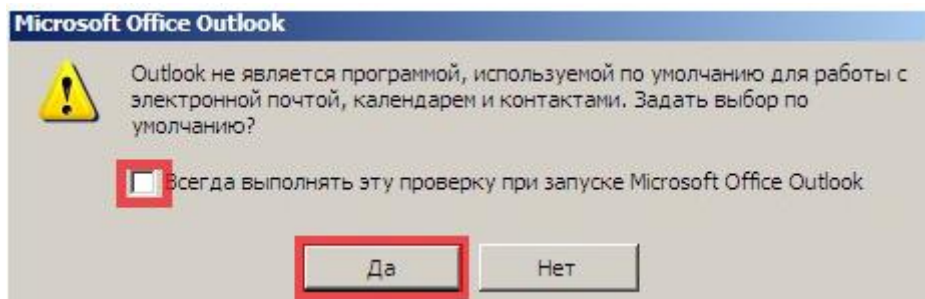 Microsoft Office Outlook
Outlook не является программой, используемой по умолчанию для работы с
электронной почтой, календарем и контактами. Задать выбор по
умолчанию?
Всегда выполнять эту проверку при запуске Microsoft Office Outlook
Да Нет